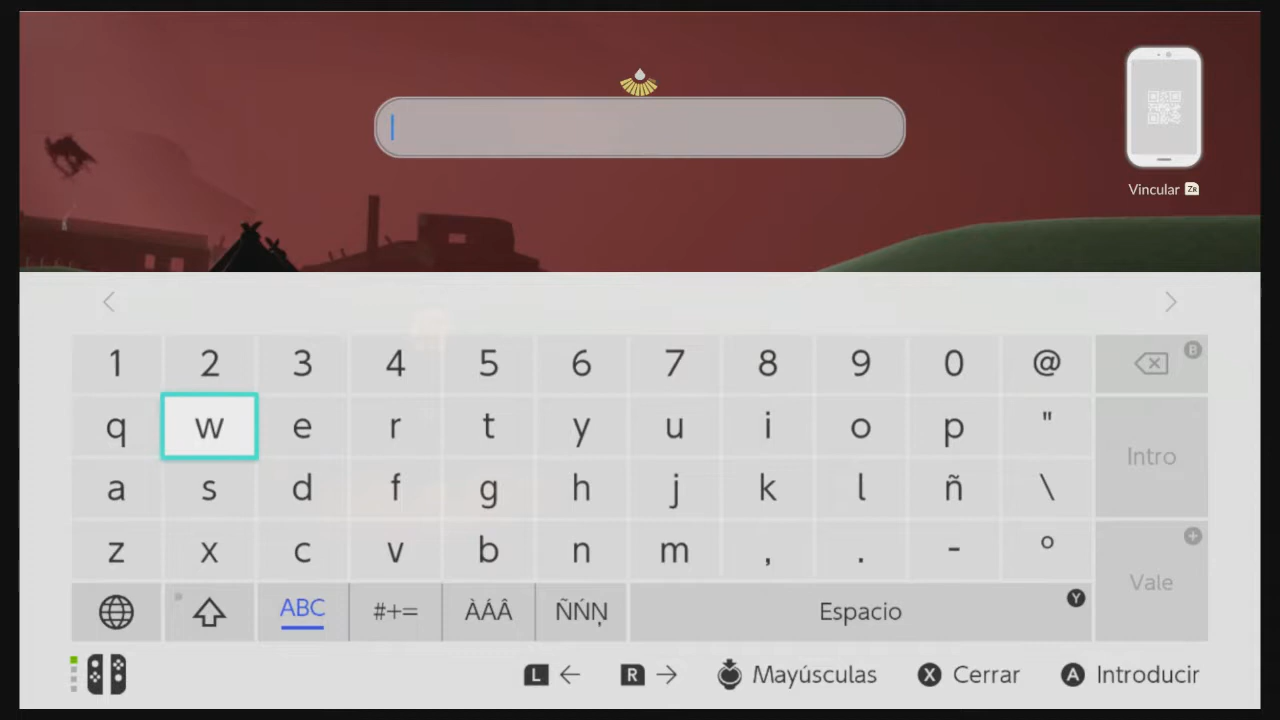 Vincular ZR
1 2 3 4 5 6 7 8 9 0 @
q w e r t y u i o p "
a s d f g h j k l ñ \
z x c v b n m , . - º
B
Intro
+
Vale
ABC #+= ÀÁÂ ÑŃŅ Espacio Y
L ← R → Mayúsculas X Cerrar A Introducir